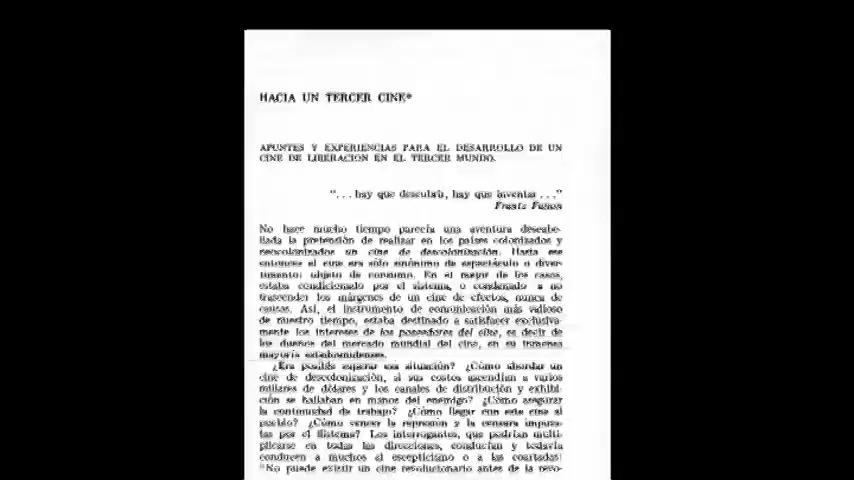 HACIA UN TERCER CINE*
APUNTES Y EXPERIENCIAS PARA EL DESARROLLO DE UN
CINE DE LIBERACION EN EL TERCER MUNDO.
"... hay que descubrir, hay que inventar ..."
Frantz Fanon
No hace mucho tiempo parecía una aventura descabe-
llada la pretensión de realizar en los países colonizados y
neocolonizados un cine de descolonización. Hasta ese
entonces el cine era sólo sinónimo de espectáculo o diver-
timento: objeto de consumo. En el mejor de los casos,
estaba condicionado por el sistema, o condenado a no
trascender los márgenes de un cine de efectos, nunca de
causas. Así, el instrumento de comunicación más valioso
de nuestro tiempo, estaba destinado a satisfacer exclusiva-
mente los intereses de los poseedores del cine, es decir de
los dueños del mercado mundial del cine, en su inmensa
mayoría estadounidenses.
¿Era posible superar esa situación? ¿Cómo abordar un
cine de descolonización, si sus costos ascendían a varios
millares de dólares y los canales de distribución y exhibi-
ción se hallaban en manos del enemigo? ¿Cómo asegurar
la continuidad de trabajo? ¿Cómo llegar con este cine al
pueblo? ¿Cómo vencer la represión y la censura impues-
tas por el Sistema? Los interrogantes, que podrían multi-
plicarse en todas las direcciones, conducían y todavía
conducen a muchos al escepticismo o a las coartadas:
"No puede existir un cine revolucionario antes de la revo-